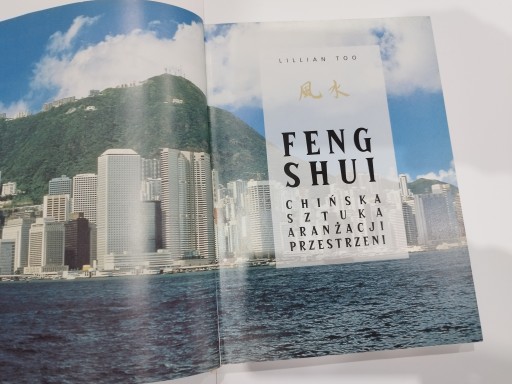 LILLIAN TOO
風水
FENG
SHUI
CHIŃSKA
SZTUKA
ARANŻACJI
PRZESTRZENI